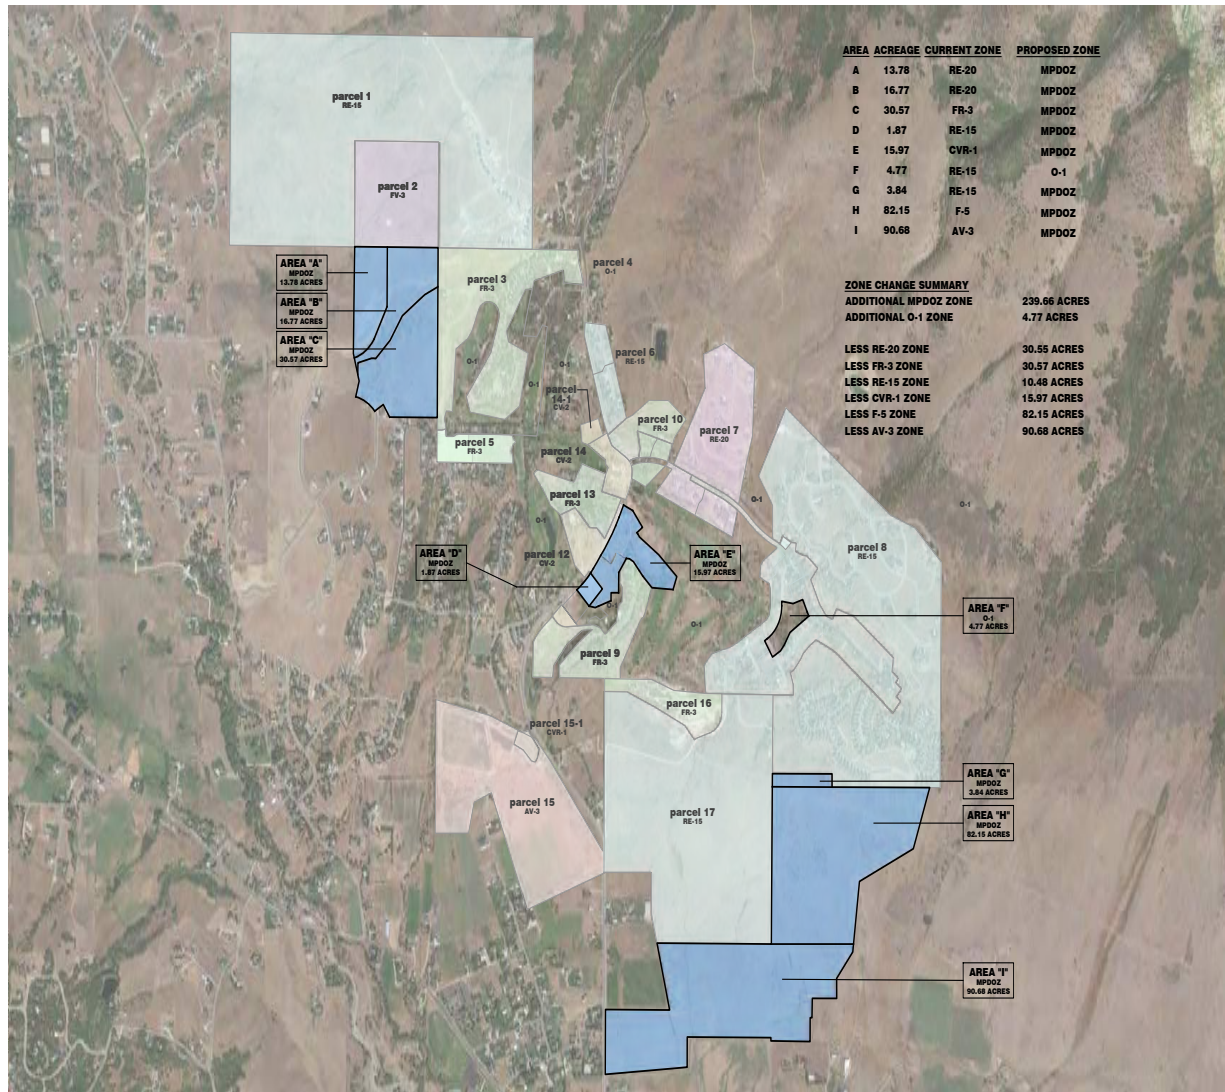 AREA ACREAGE CURRENT ZONE PROPOSED ZONE
A 13.78 RE-20 MPDOZ
B 16.77 RE-20 MPDOZ
C 30.57 FR-3 MPDOZ
D 1.87 RE-15 MPDOZ
E 15.97 CVR-1 MPDOZ
F 4.77 RE-15 O-1
G 3.84 RE-15 MPDOZ
H 82.15 F-5 MPDOZ
I 90.68 AV-3 MPDOZ
ZONE CHANGE SUMMARY
ADDITIONAL MPDOZ ZONE 239.66 ACRES
ADDITIONAL O-1 ZONE 4.77 ACRES
LESS RE-20 ZONE 30.55 ACRES
LESS FR-3 ZONE 30.57 ACRES
LESS RE-15 ZONE 10.48 ACRES
LESS CVR-1 ZONE 15.97 ACRES
LESS F-5 ZONE 82.15 ACRES
LESS AV-3 ZONE 90.68 ACRES
parcel 1
RE-15
parcel 2
FV-3
AREA "A"
MPDOZ
13.78 ACRES
AREA "B"
MPDOZ
16.77 ACRES
AREA "C"
MPDOZ
30.57 ACRES
parcel 3
FR-3
parcel 4
O-1
parcel 6
RE-15
O-1
O-1
O-1
parcel
14-1
CV-2
parcel 10
FR-3
parcel 7
RE-20
parcel 5
FR-3
parcel 14
CV-2
parcel 13
FR-3
O-1
O-1
O-1
parcel 8
RE-15
parcel 12
CV-2
AREA "D"
MPDOZ
1.87 ACRES
AREA "E"
MPDOZ
15.97 ACRES
O-1
O-1
AREA "F"
O-1
4.77 ACRES
parcel 9
FR-3
parcel 16
FR-3
parcel 15-1
CVR-1
parcel 15
AV-3
parcel 17
RE-15
AREA "G"
MPDOZ
3.84 ACRES
AREA "H"
MPDOZ
82.15 ACRES
AREA "I"
MPDOZ
90.68 ACRES